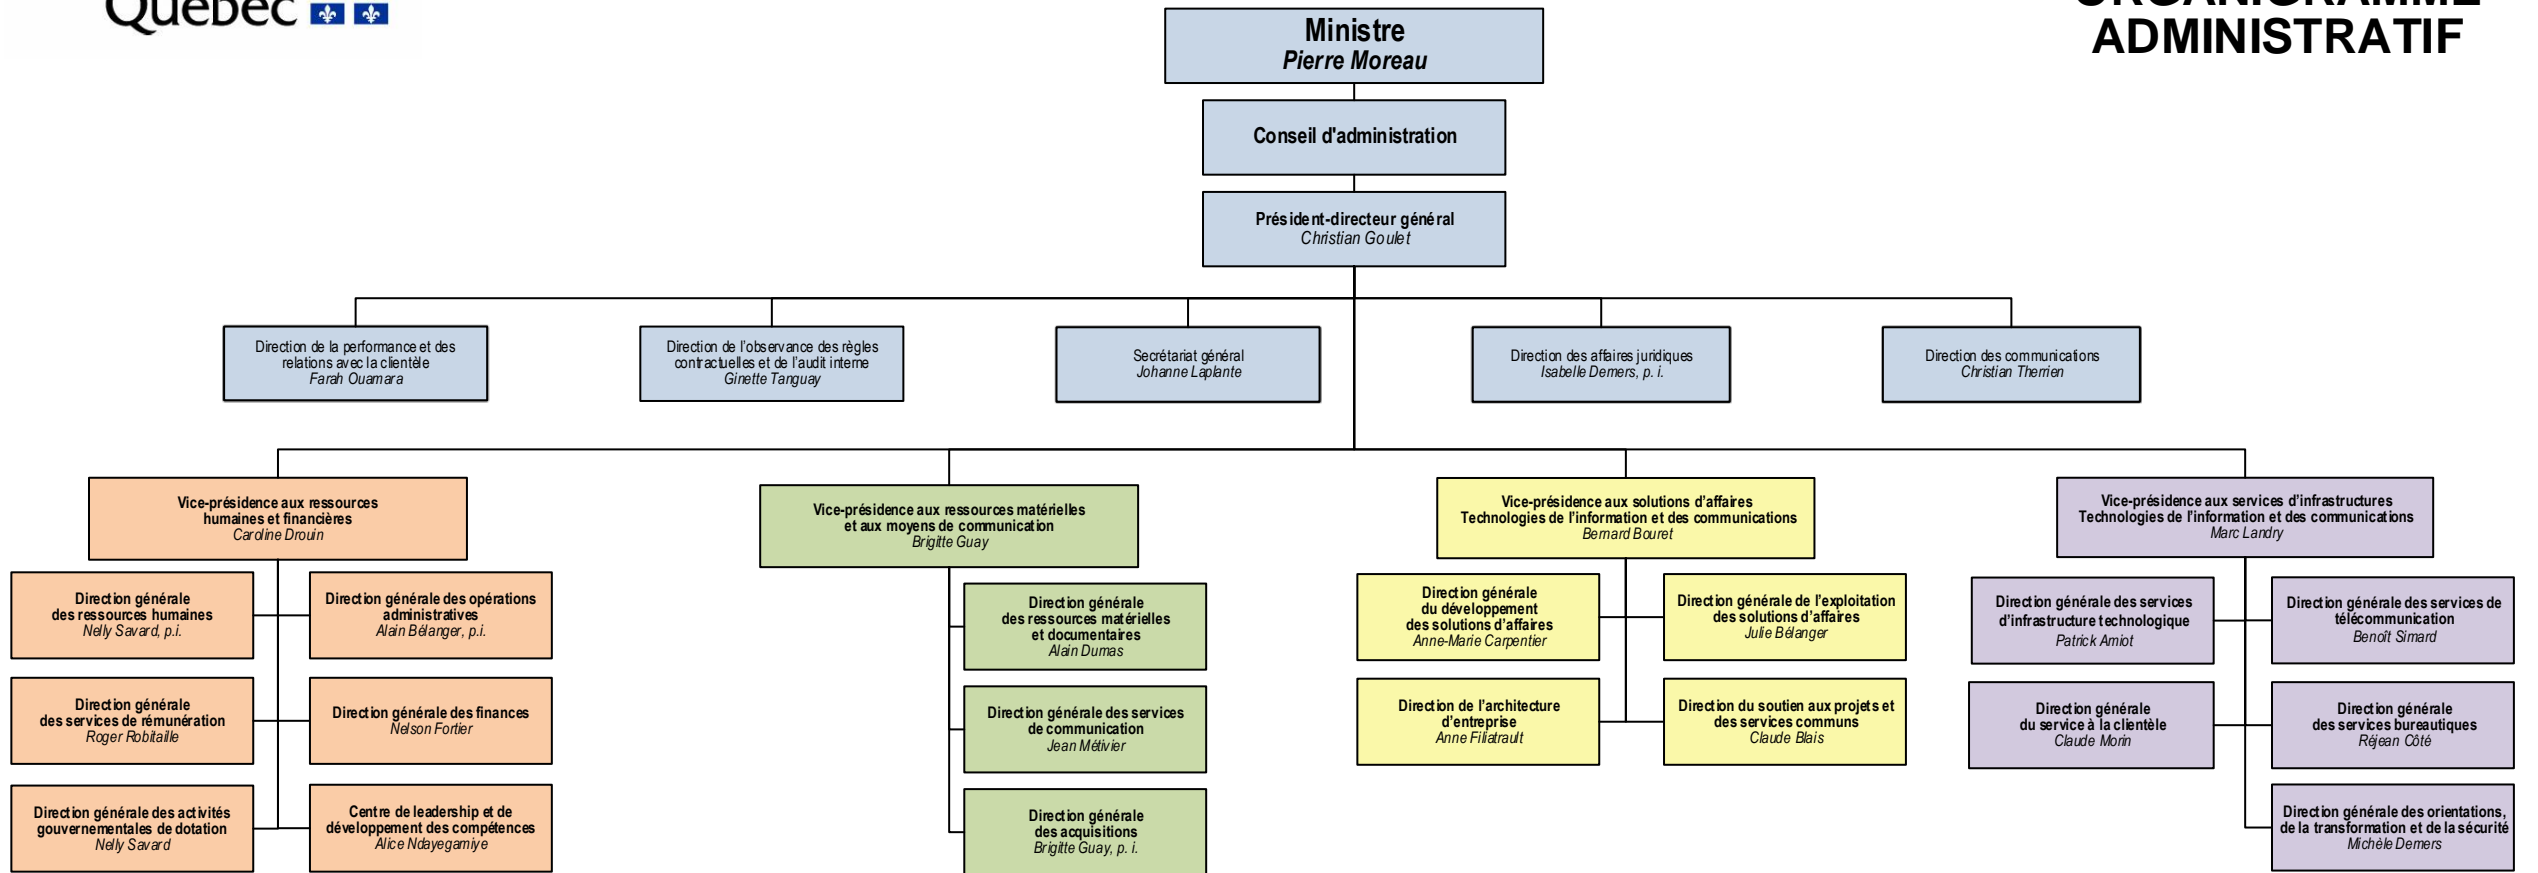 Québec
ORGANIGRAMME
ADMINISTRATIF
Ministre
Pierre Moreau
Conseil d'administration
Président-directeur général
Christian Goulet
Direction de la performance et des
relations avec la clientèle
Farah Ouamara
Direction de l'observance des règles
contractuelles et de l'audit interne
Ginette Tanguay
Secrétariat général
Johanne Laplante
Direction des affaires juridiques
Isabelle Demers, p. i.
Direction des communications
Christian Therrien
Vice-présidence aux ressources
humaines et financières
Caroline Drouin
Direction générale
des ressources humaines
Nelly Savard, p.i.
Direction générale des opérations
administratives
Alain Bélanger, p.i.
Direction générale
des services de rémunération
Roger Robitaille
Direction générale des finances
Nelson Fortier
Direction générale des activités
gouvernementales de dotation
Nelly Savard
Centre de leadership et de
développement des compétences
Alice Ndayegamiye
Vice-présidence aux ressources matérielles
et aux moyens de communication
Brigitte Guay
Direction générale
des ressources matérielles
et documentaires
Alain Dumas
Direction générale des services
de communication
Jean Métivier
Direction générale
des acquisitions
Brigitte Guay, p. i.
Vice-présidence aux solutions d'affaires
Technologies de l'information et des communications
Bernard Bouret
Direction générale
du développement
des solutions d'affaires
Anne-Marie Carpentier
Direction générale de l'exploitation
des solutions d'affaires
Julie Bélanger
Direction de l'architecture
d'entreprise
Anne Filiatrault
Direction du soutien aux projets et
des services communs
Claude Blais
Vice-présidence aux services d'infrastructures
Technologies de l'information et des communications
Marc Landry
Direction générale des services
d'infrastructure technologique
Patrick Amiot
Direction générale des services de
télécommunication
Benoît Simard
Direction générale
du service à la clientèle
Claude Morin
Direction générale
des services bureautiques
Réjean Côté
Direction générale des orientations,
de la transformation et de la sécurité
Michèle Demers